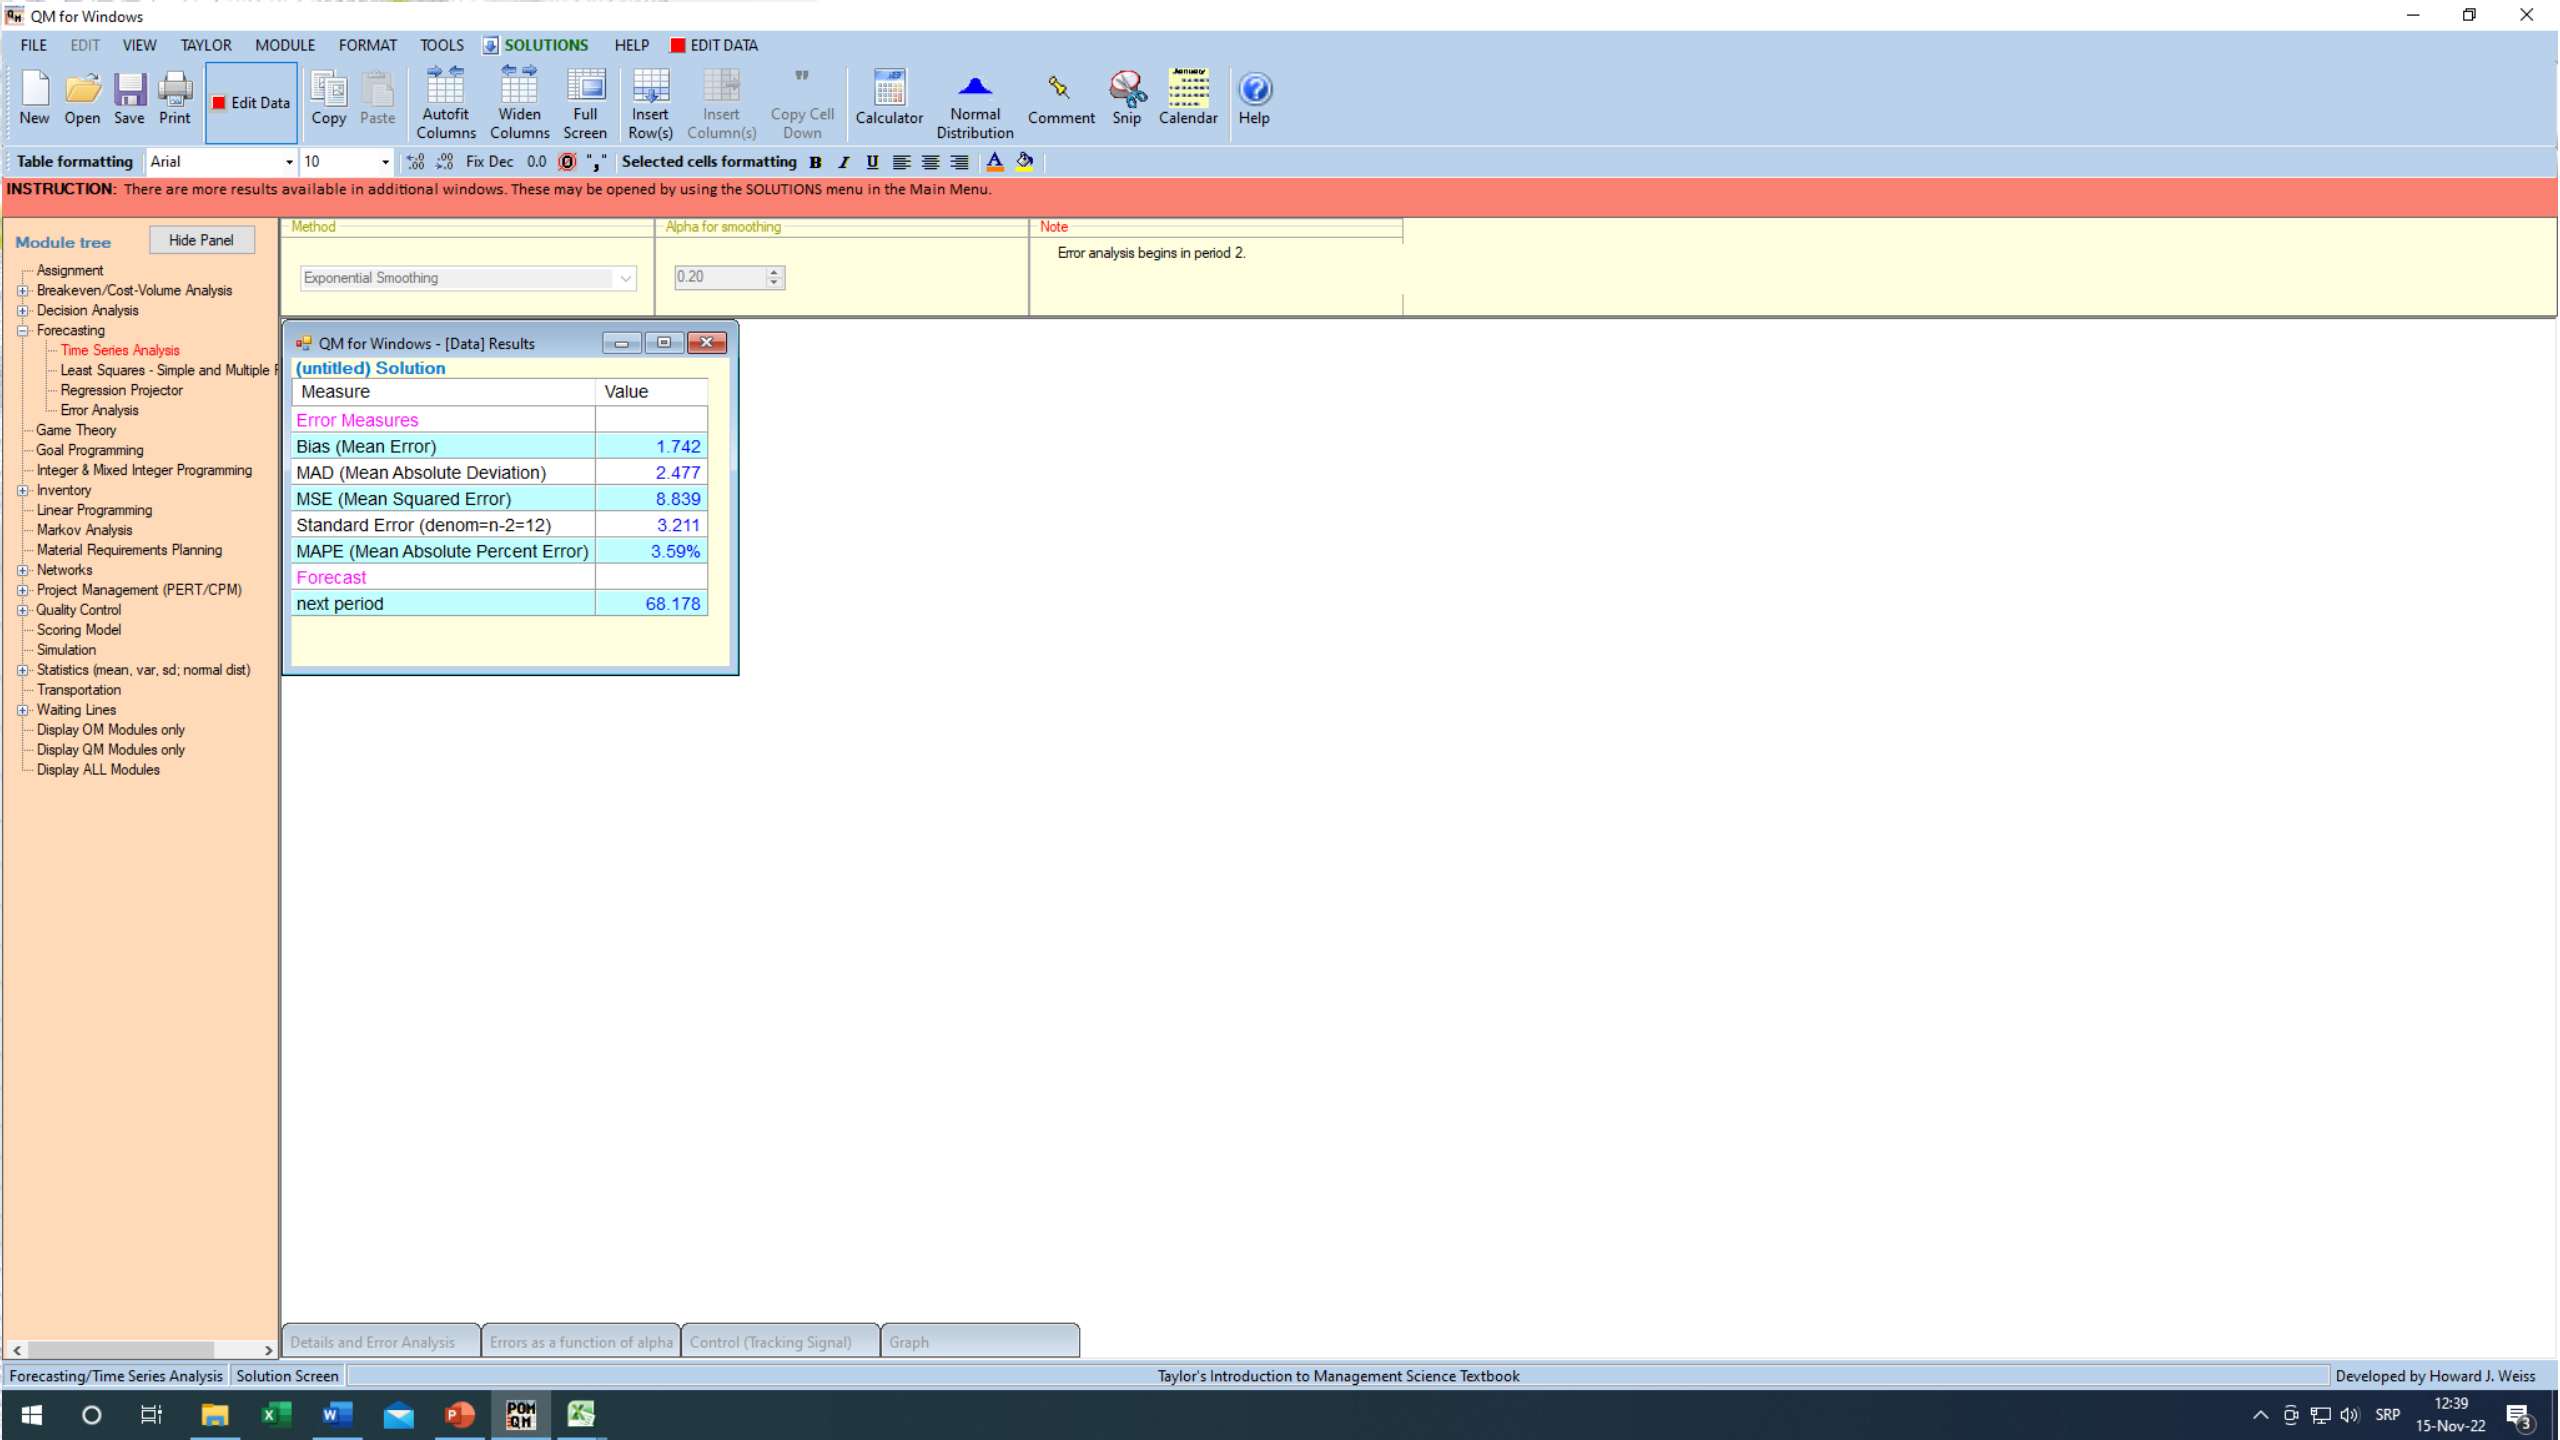 QM for Windows
FILE EDIT VIEW TAYLOR MODULE FORMAT TOOLS SOLUTIONS HELP EDIT DATA
New Open Save Print Edit Data Copy Paste Autofit Columns Widen Columns Full Screen Insert Row(s) Insert Column(s) Copy Cell Down Calculator Normal Distribution Comment Snip Calendar Help
Table formatting Arial 10 Fix Dec 0.0 Selected cells formatting B I U A
INSTRUCTION: There are more results available in additional windows. These may be opened by using the SOLUTIONS menu in the Main Menu.
Module tree Hide Panel
Assignment
Breakeven/Cost-Volume Analysis
Decision Analysis
Forecasting
Time Series Analysis
Least Squares - Simple and Multiple
Regression Projector
Error Analysis
Game Theory
Goal Programming
Integer & Mixed Integer Programming
Inventory
Linear Programming
Markov Analysis
Material Requirements Planning
Networks
Project Management (PERT/CPM)
Quality Control
Scoring Model
Simulation
Statistics (mean, var, sd; normal dist)
Transportation
Waiting Lines
Display OM Modules only
Display QM Modules only
Display ALL Modules
Method
Exponential Smoothing
Alpha for smoothing
0.20
Note
Error analysis begins in period 2.
QM for Windows - [Data] Results
(untitled) Solution
Measure Value
Error Measures
Bias (Mean Error) 1.742
MAD (Mean Absolute Deviation) 2.477
MSE (Mean Squared Error) 8.839
Standard Error (denom=n-2=12) 3.211
MAPE (Mean Absolute Percent Error) 3.59%
Forecast
next period 68.178
Details and Error Analysis Errors as a function of alpha Control (Tracking Signal) Graph
Forecasting/Time Series Analysis Solution Screen Taylor's Introduction to Management Science Textbook Developed by Howard J. Weiss
POM QM
SRP
12:39
15-Nov-22
3